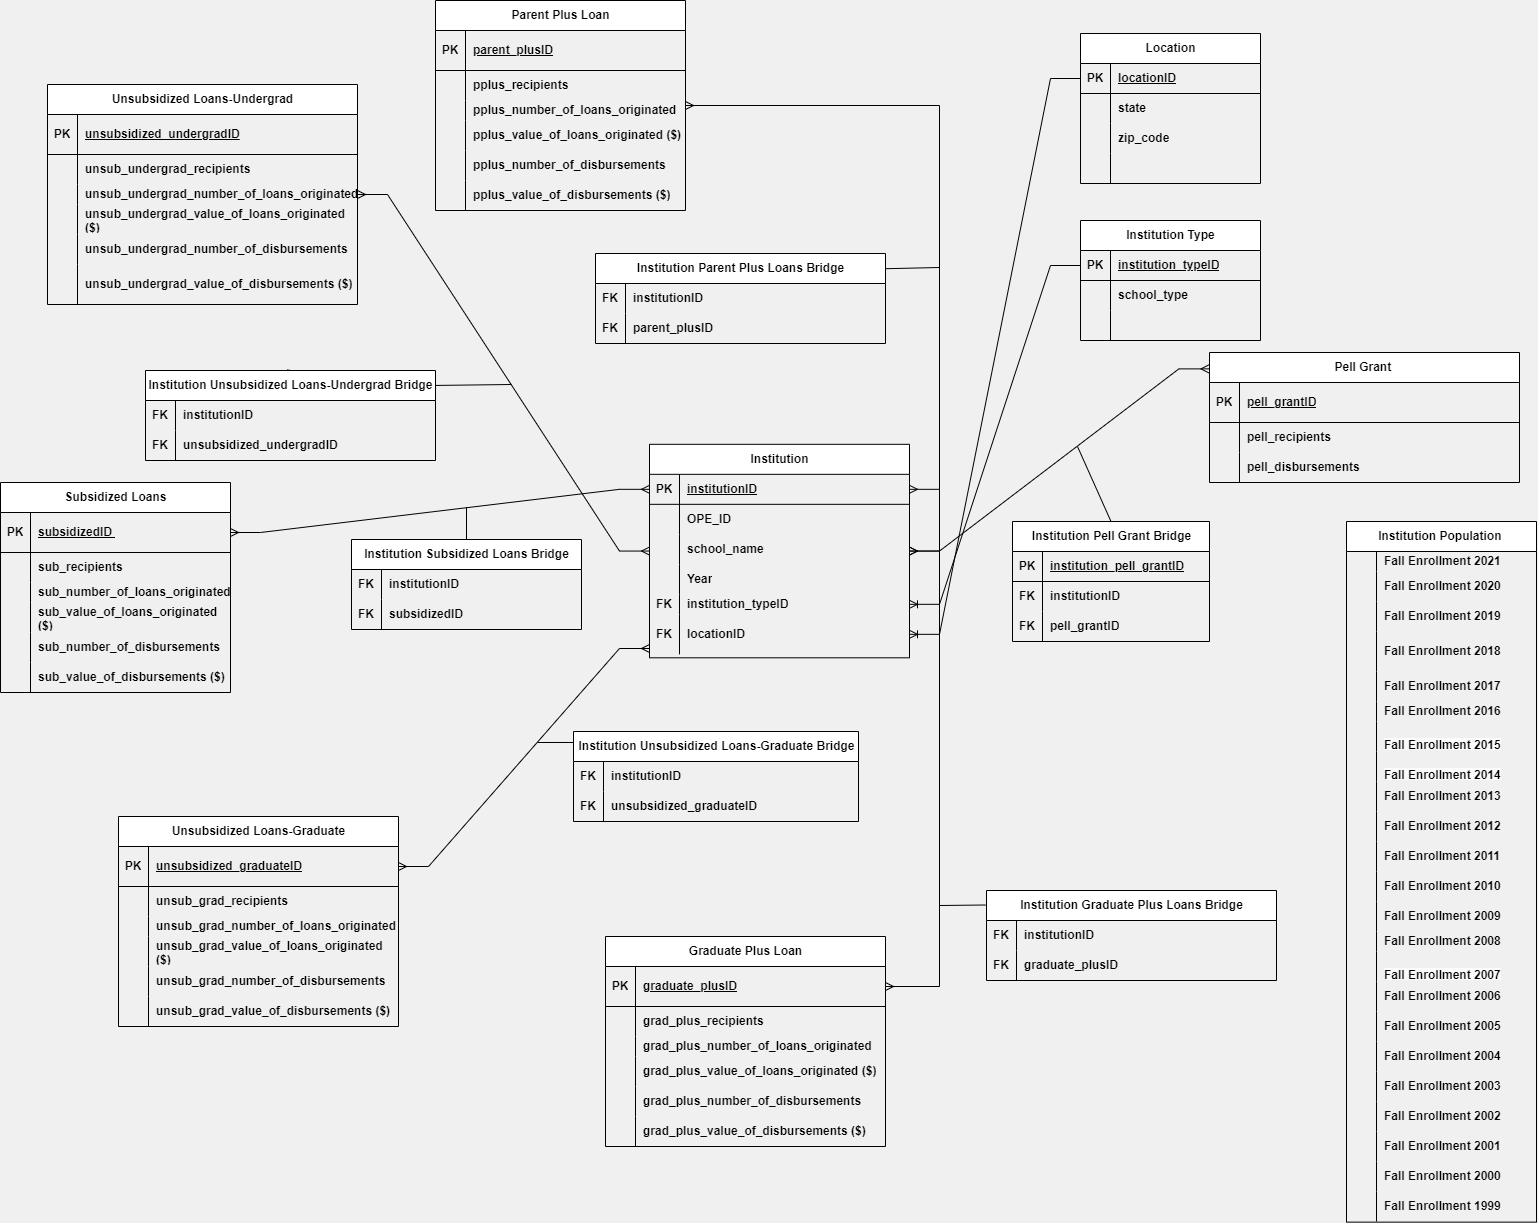 Parent Plus Loan
PK parent_plusID
pplus_recipients
pplus_number_of_loans_originated
pplus_value_of_loans_originated ($)
pplus_number_of_disbursements
pplus_value_of_disbursements ($)
Location
PK locationID
state
zip_code
Unsubsidized Loans-Undergrad
PK unsubsidized_undergradID
unsub_undergrad_recipients
unsub_undergrad_number_of_loans_originated
unsub_undergrad_value_of_loans_originated
($)
unsub_undergrad_number_of_disbursements
unsub_undergrad_value_of_disbursements ($)
Institution Type
PK institution_typeID
school_type
Institution Parent Plus Loans Bridge
FK institutionID
FK parent_plusID
Pell Grant
PK pell_grantID
pell_recipients
pell_disbursements
Institution Unsubsidized Loans-Undergrad Bridge
FK institutionID
FK unsubsidized_undergradID
Institution
PK institutionID
OPE_ID
school_name
Year
FK institution_typeID
FK locationID
Subsidized Loans
PK subsidizedID
sub_recipients
sub_number_of_loans_originated
sub_value_of_loans_originated
($)
sub_number_of_disbursements
sub_value_of_disbursements ($)
Institution Subsidized Loans Bridge
FK institutionID
FK subsidizedID
Institution Pell Grant Bridge
PK institution_pell_grantID
FK institutionID
FK pell_grantID
Institution Population
Fall Enrollment 2021
Fall Enrollment 2020
Fall Enrollment 2019
Fall Enrollment 2018
Fall Enrollment 2017
Fall Enrollment 2016
Fall Enrollment 2015
Fall Enrollment 2014
Fall Enrollment 2013
Fall Enrollment 2012
Fall Enrollment 2011
Fall Enrollment 2010
Fall Enrollment 2009
Fall Enrollment 2008
Fall Enrollment 2007
Fall Enrollment 2006
Fall Enrollment 2005
Fall Enrollment 2004
Fall Enrollment 2003
Fall Enrollment 2002
Fall Enrollment 2001
Fall Enrollment 2000
Fall Enrollment 1999
Institution Unsubsidized Loans-Graduate Bridge
FK institutionID
FK unsubsidized_graduateID
Unsubsidized Loans-Graduate
PK unsubsidized_graduateID
unsub_grad_recipients
unsub_grad_number_of_loans_originated
unsub_grad_value_of_loans_originated
($)
unsub_grad_number_of_disbursements
unsub_grad_value_of_disbursements ($)
Institution Graduate Plus Loans Bridge
FK institutionID
FK graduate_plusID
Graduate Plus Loan
PK graduate_plusID
grad_plus_recipients
grad_plus_number_of_loans_originated
grad_plus_value_of_loans_originated ($)
grad_plus_number_of_disbursements
grad_plus_value_of_disbursements ($)